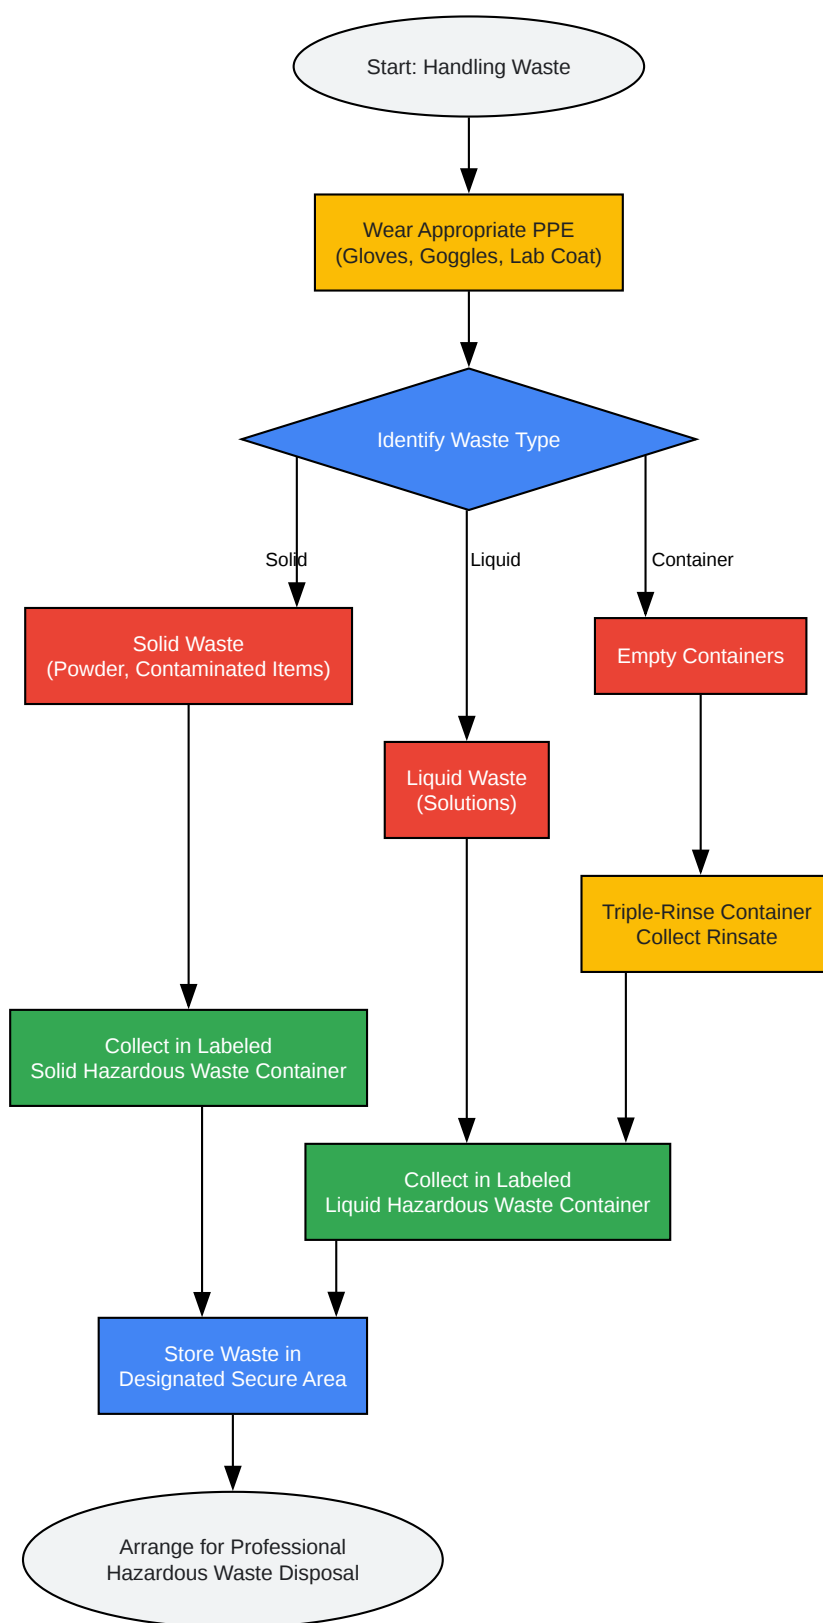 Start: Handling Waste
Wear Appropriate PPE
(Gloves, Goggles, Lab Coat)
Identify Waste Type
Solid
Liquid
Container
Solid Waste
(Powder, Contaminated Items)
Empty Containers
Liquid Waste
(Solutions)
Triple-Rinse Container
Collect Rinsate
Collect in Labeled
Solid Hazardous Waste Container
Collect in Labeled
Liquid Hazardous Waste Container
Store Waste in
Designated Secure Area
Arrange for Professional
Hazardous Waste Disposal